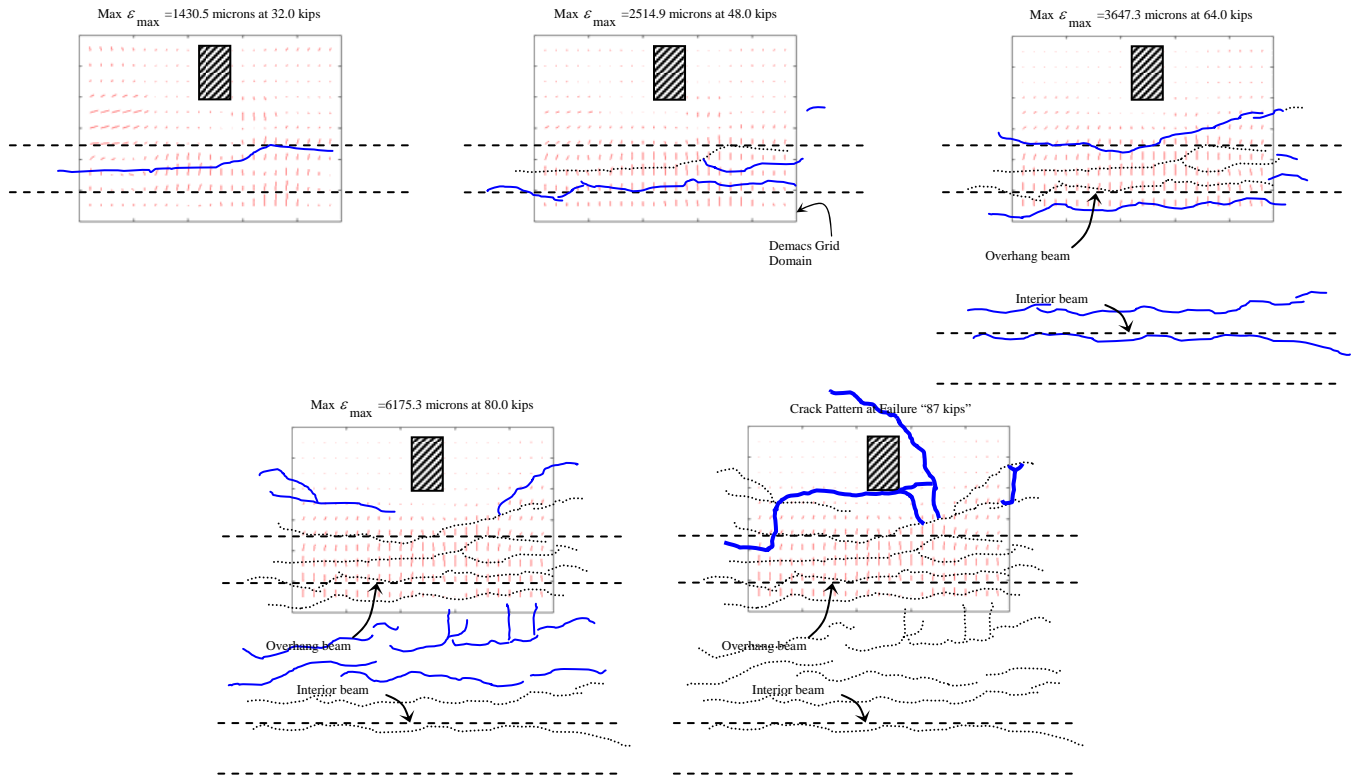 Max ε max =1430.5 microns at 32.0 kips
Max ε max =2514.9 microns at 48.0 kips
Max ε max =3647.3 microns at 64.0 kips
Demacs Grid
Domain
Overhang beam
Interior beam
Max ε max =6175.3 microns at 80.0 kips
Crack Pattern at Failure “87 kips”
Overhang beam
Overhang beam
Interior beam
Interior beam